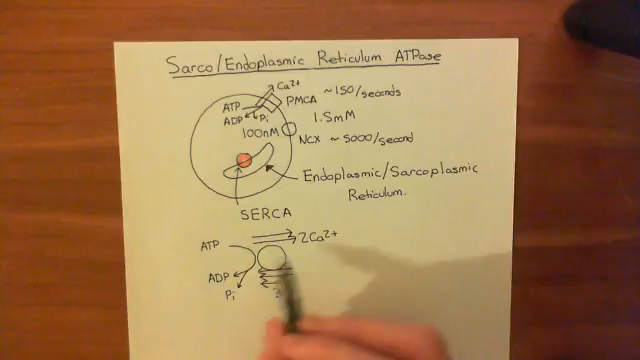 Sarco/Endoplasmic Reticulum ATPase
Ca2+
ATP
PMCA ~150/seconds
ADP Pi
1.5mM
100nM
NCX ~5000/second
Endoplasmic/Sarcoplasmic
Reticulum.
SERCA
ATP
2Ca2+
ADP
Pi